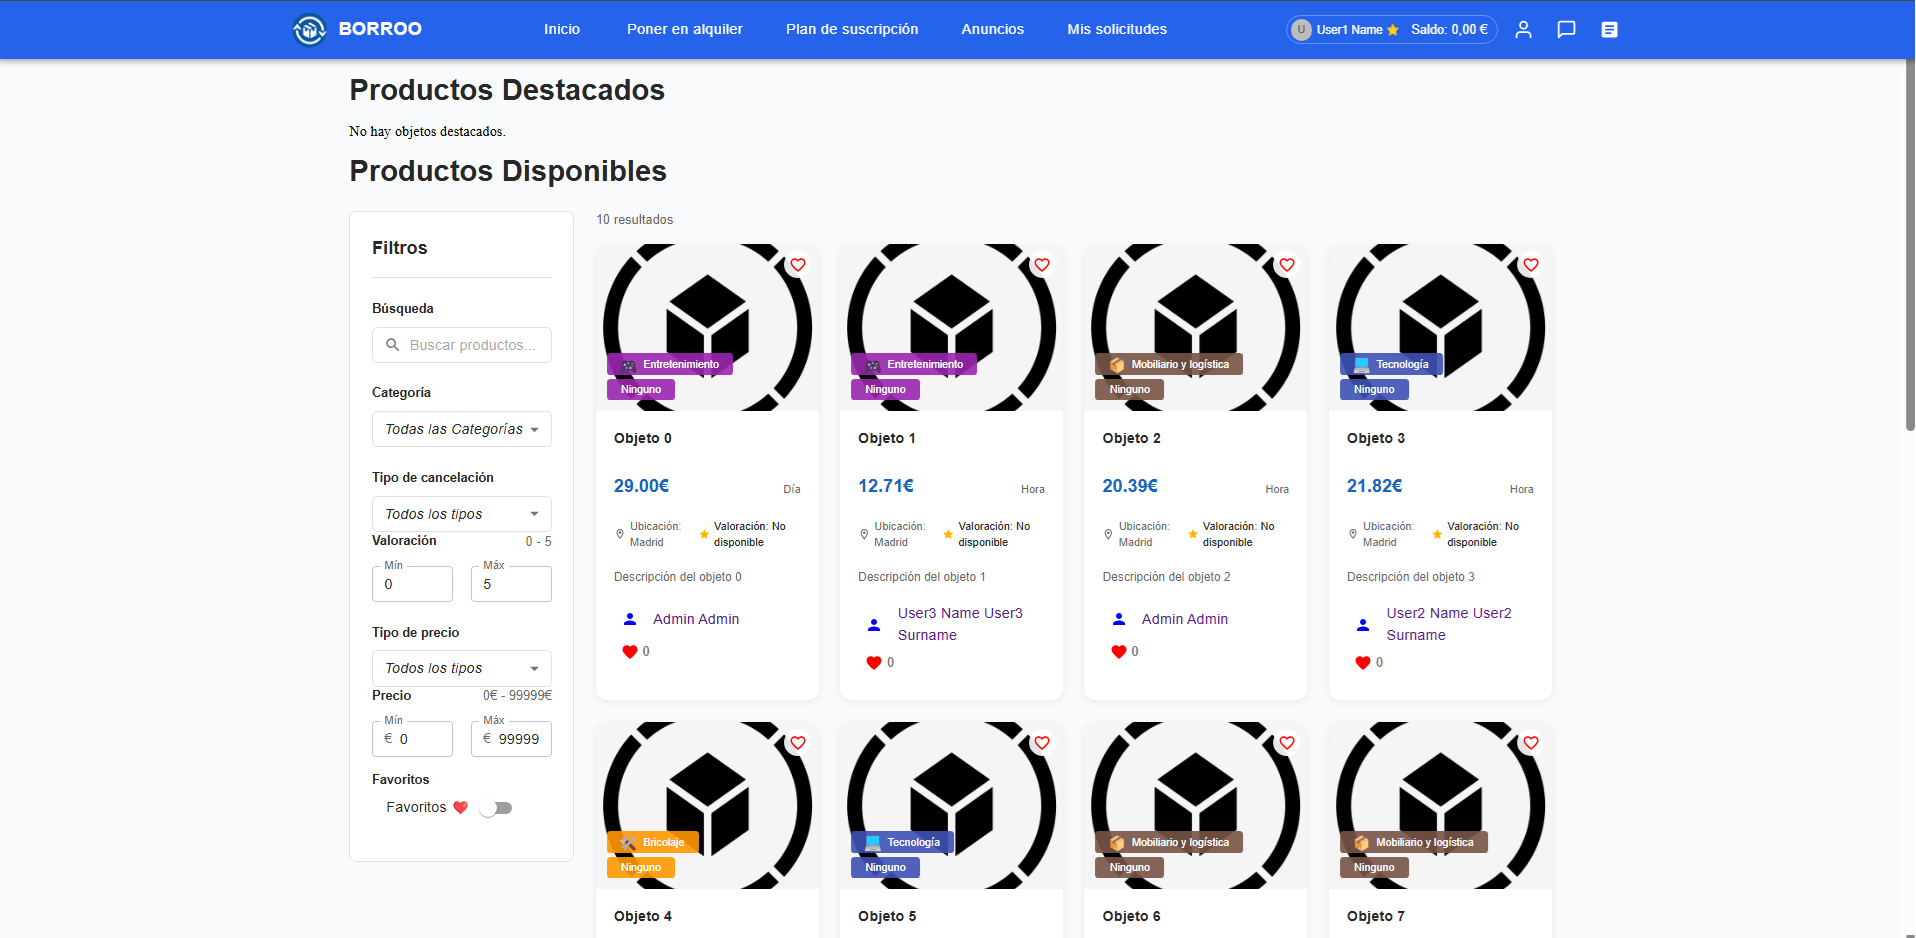 BORROO
Inicio
Poner en alquiler
Plan de suscripción
Anuncios
Mis solicitudes
U User1 Name Saldo: 0,00 €
Productos Destacados
No hay objetos destacados.
Productos Disponibles
Filtros
Búsqueda
Buscar productos...
Categoría
Todas las Categorías
Tipo de cancelación
Todos los tipos
Valoración 0 - 5
Mín Máx
0 5
Tipo de precio
Todos los tipos
Precio 0€ - 99999€
Mín Máx
€ 0 € 99999
Favoritos
Favoritos
10 resultados
Entretenimiento
Ninguno
Objeto 0
29.00€ Día
Ubicación: Madrid
Valoración: No disponible
Descripción del objeto 0
Admin Admin
0
Entretenimiento
Ninguno
Objeto 1
12.71€ Hora
Ubicación: Madrid
Valoración: No disponible
Descripción del objeto 1
User3 Name User3
Surname
0
Mobiliario y logística
Ninguno
Objeto 2
20.39€ Hora
Ubicación: Madrid
Valoración: No disponible
Descripción del objeto 2
Admin Admin
0
Tecnología
Ninguno
Objeto 3
21.82€ Hora
Ubicación: Madrid
Valoración: No disponible
Descripción del objeto 3
User2 Name User2
Surname
0
Bricolaje
Ninguno
Objeto 4
Tecnología
Ninguno
Objeto 5
Mobiliario y logística
Ninguno
Objeto 6
Mobiliario y logística
Ninguno
Objeto 7